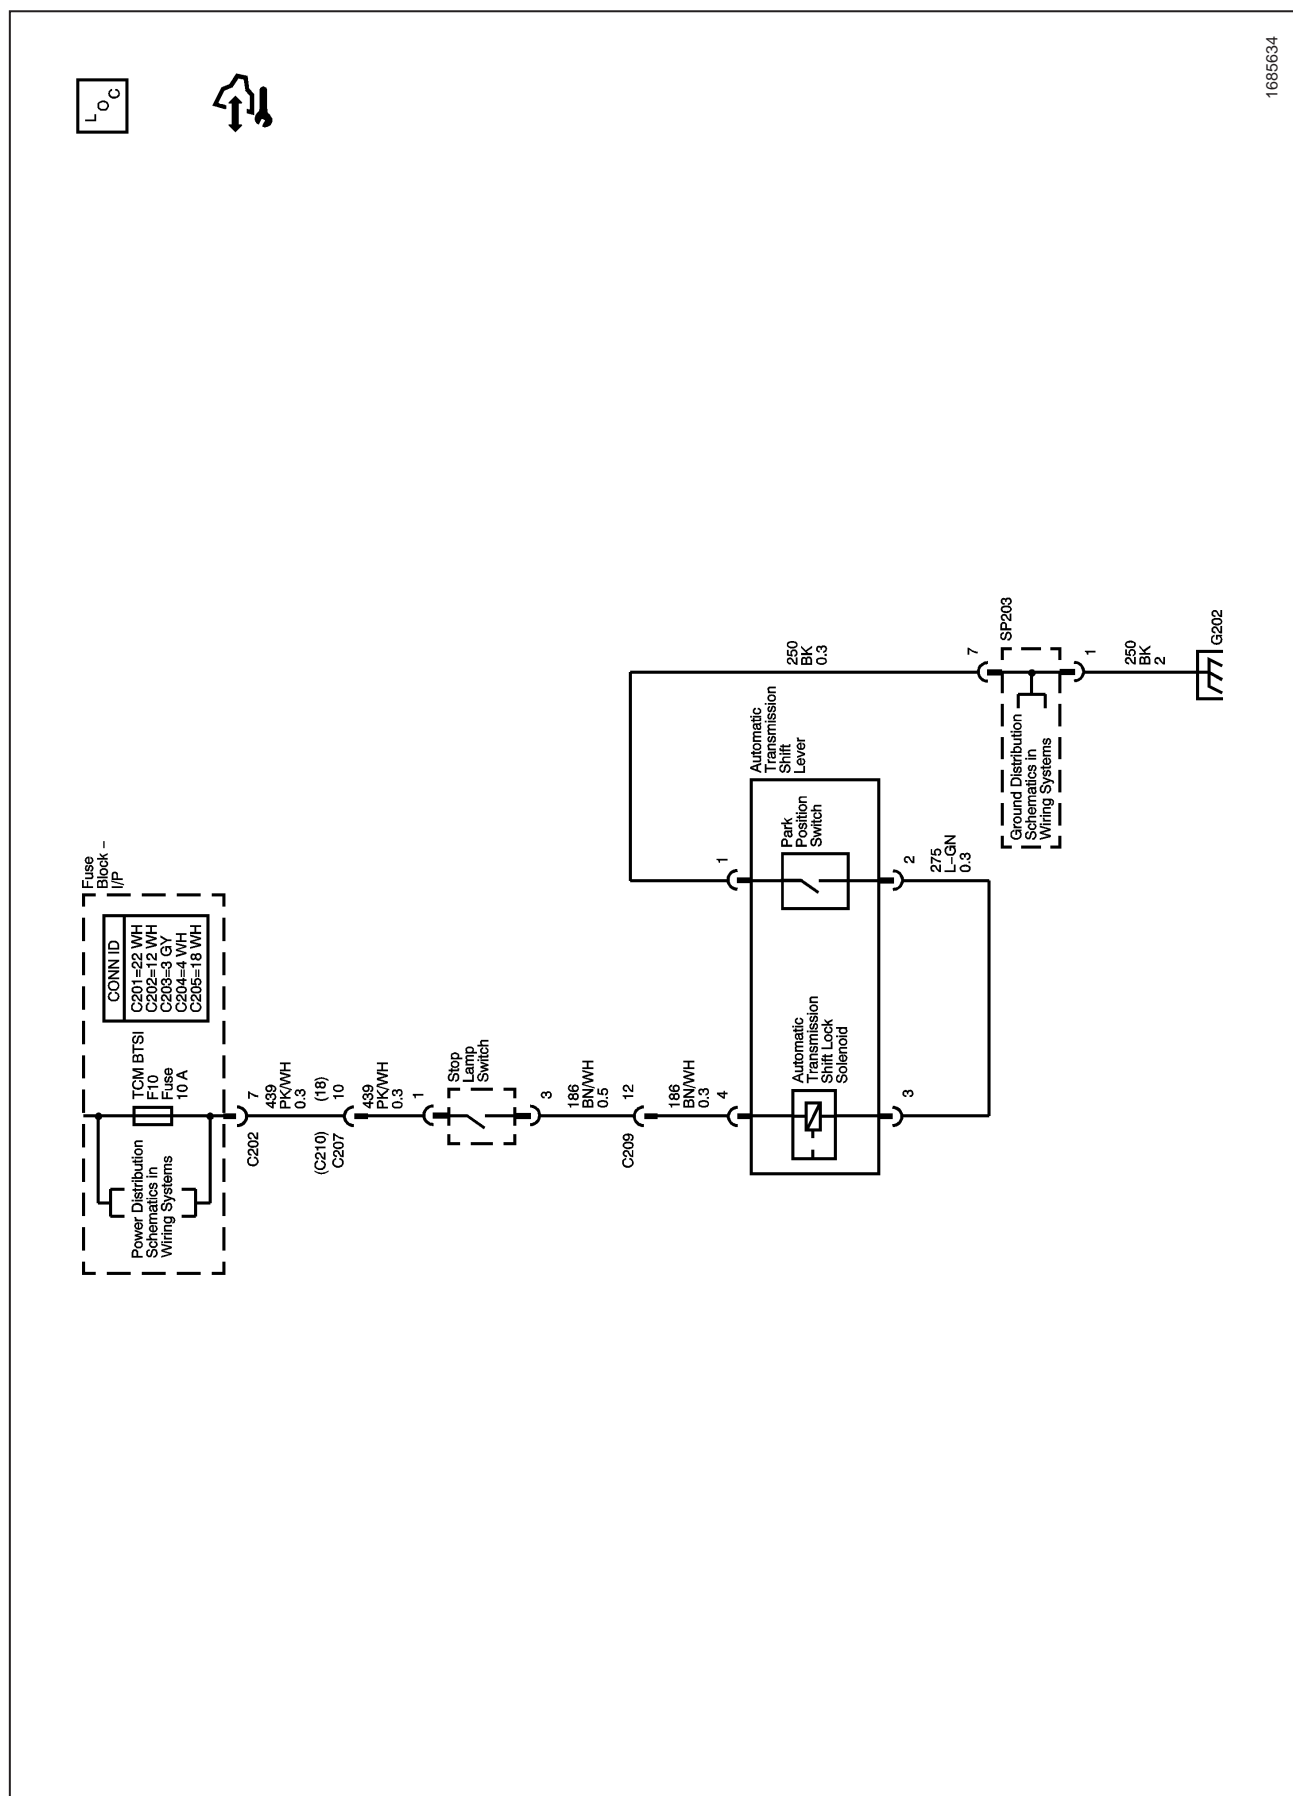 L O C
1685634
Fuse
Block –
I/P
CONN ID
C201=22 WH
C202=12 WH
C203=3 GY
C204=4 WH
C205=18 WH
TCM BTSI
F10
Fuse
10 A
Power Distribution
Schematics in
Wiring Systems
7
C202
439
PK/WH
0.3
(18)
10
(C210)
C207
439
PK/WH
0.3
1
Stop
Lamp
Switch
3
186
BN/WH
0.5
12
C209
186
BN/WH
0.3
4
Automatic
Transmission
Shift Lock
Solenoid
3
Automatic
Transmission
Shift
Lever
1
Park
Position
Switch
2
275
L–GN
0.3
250
BK
0.3
7
SP203
Ground Distribution
Schematics in
Wiring Systems
1
250
BK
2
G202